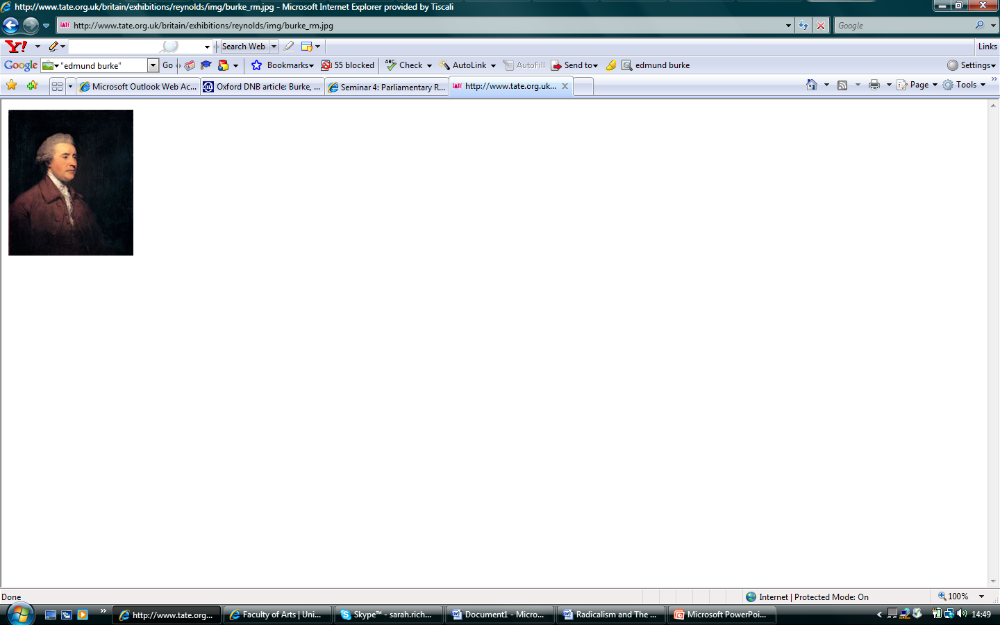 http://www.tate.org.uk/britain/exhibitions/reynolds/img/burke_rm.jpg - Microsoft Internet Explorer provided by Tiscali
TATE http://www.tate.org.uk/britain/exhibitions/reynolds/img/burke_rm.jpg Google
Y! Search Web Links
Google "edmund burke" Go Bookmarks 55 blocked ABC Check AutoLink AutoFill Send to edmund burke Settings
Microsoft Outlook Web Ac... DNB Oxford DNB article: Burke, ... Seminar 4: Parliamentary R... TATE http://www.tate.org.uk... Page Tools
Done Internet | Protected Mode: On 100%
http://www.tate.org... Faculty of Arts | Uni... Skype™ - sarah.rich... Document1 - Micro... Radicalism and The ... Microsoft PowerPoi... 14:49